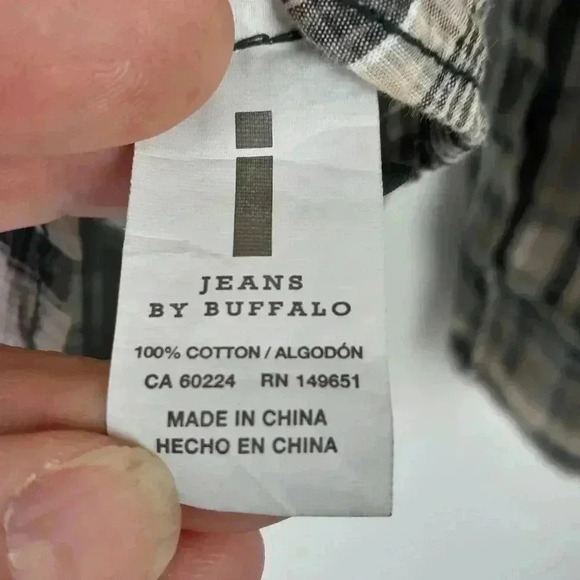 i
JEANS
BY BUFFALO
100% COTTON / ALGODÓN
CA 60224 RN 149651
MADE IN CHINA
HECHO EN CHINA